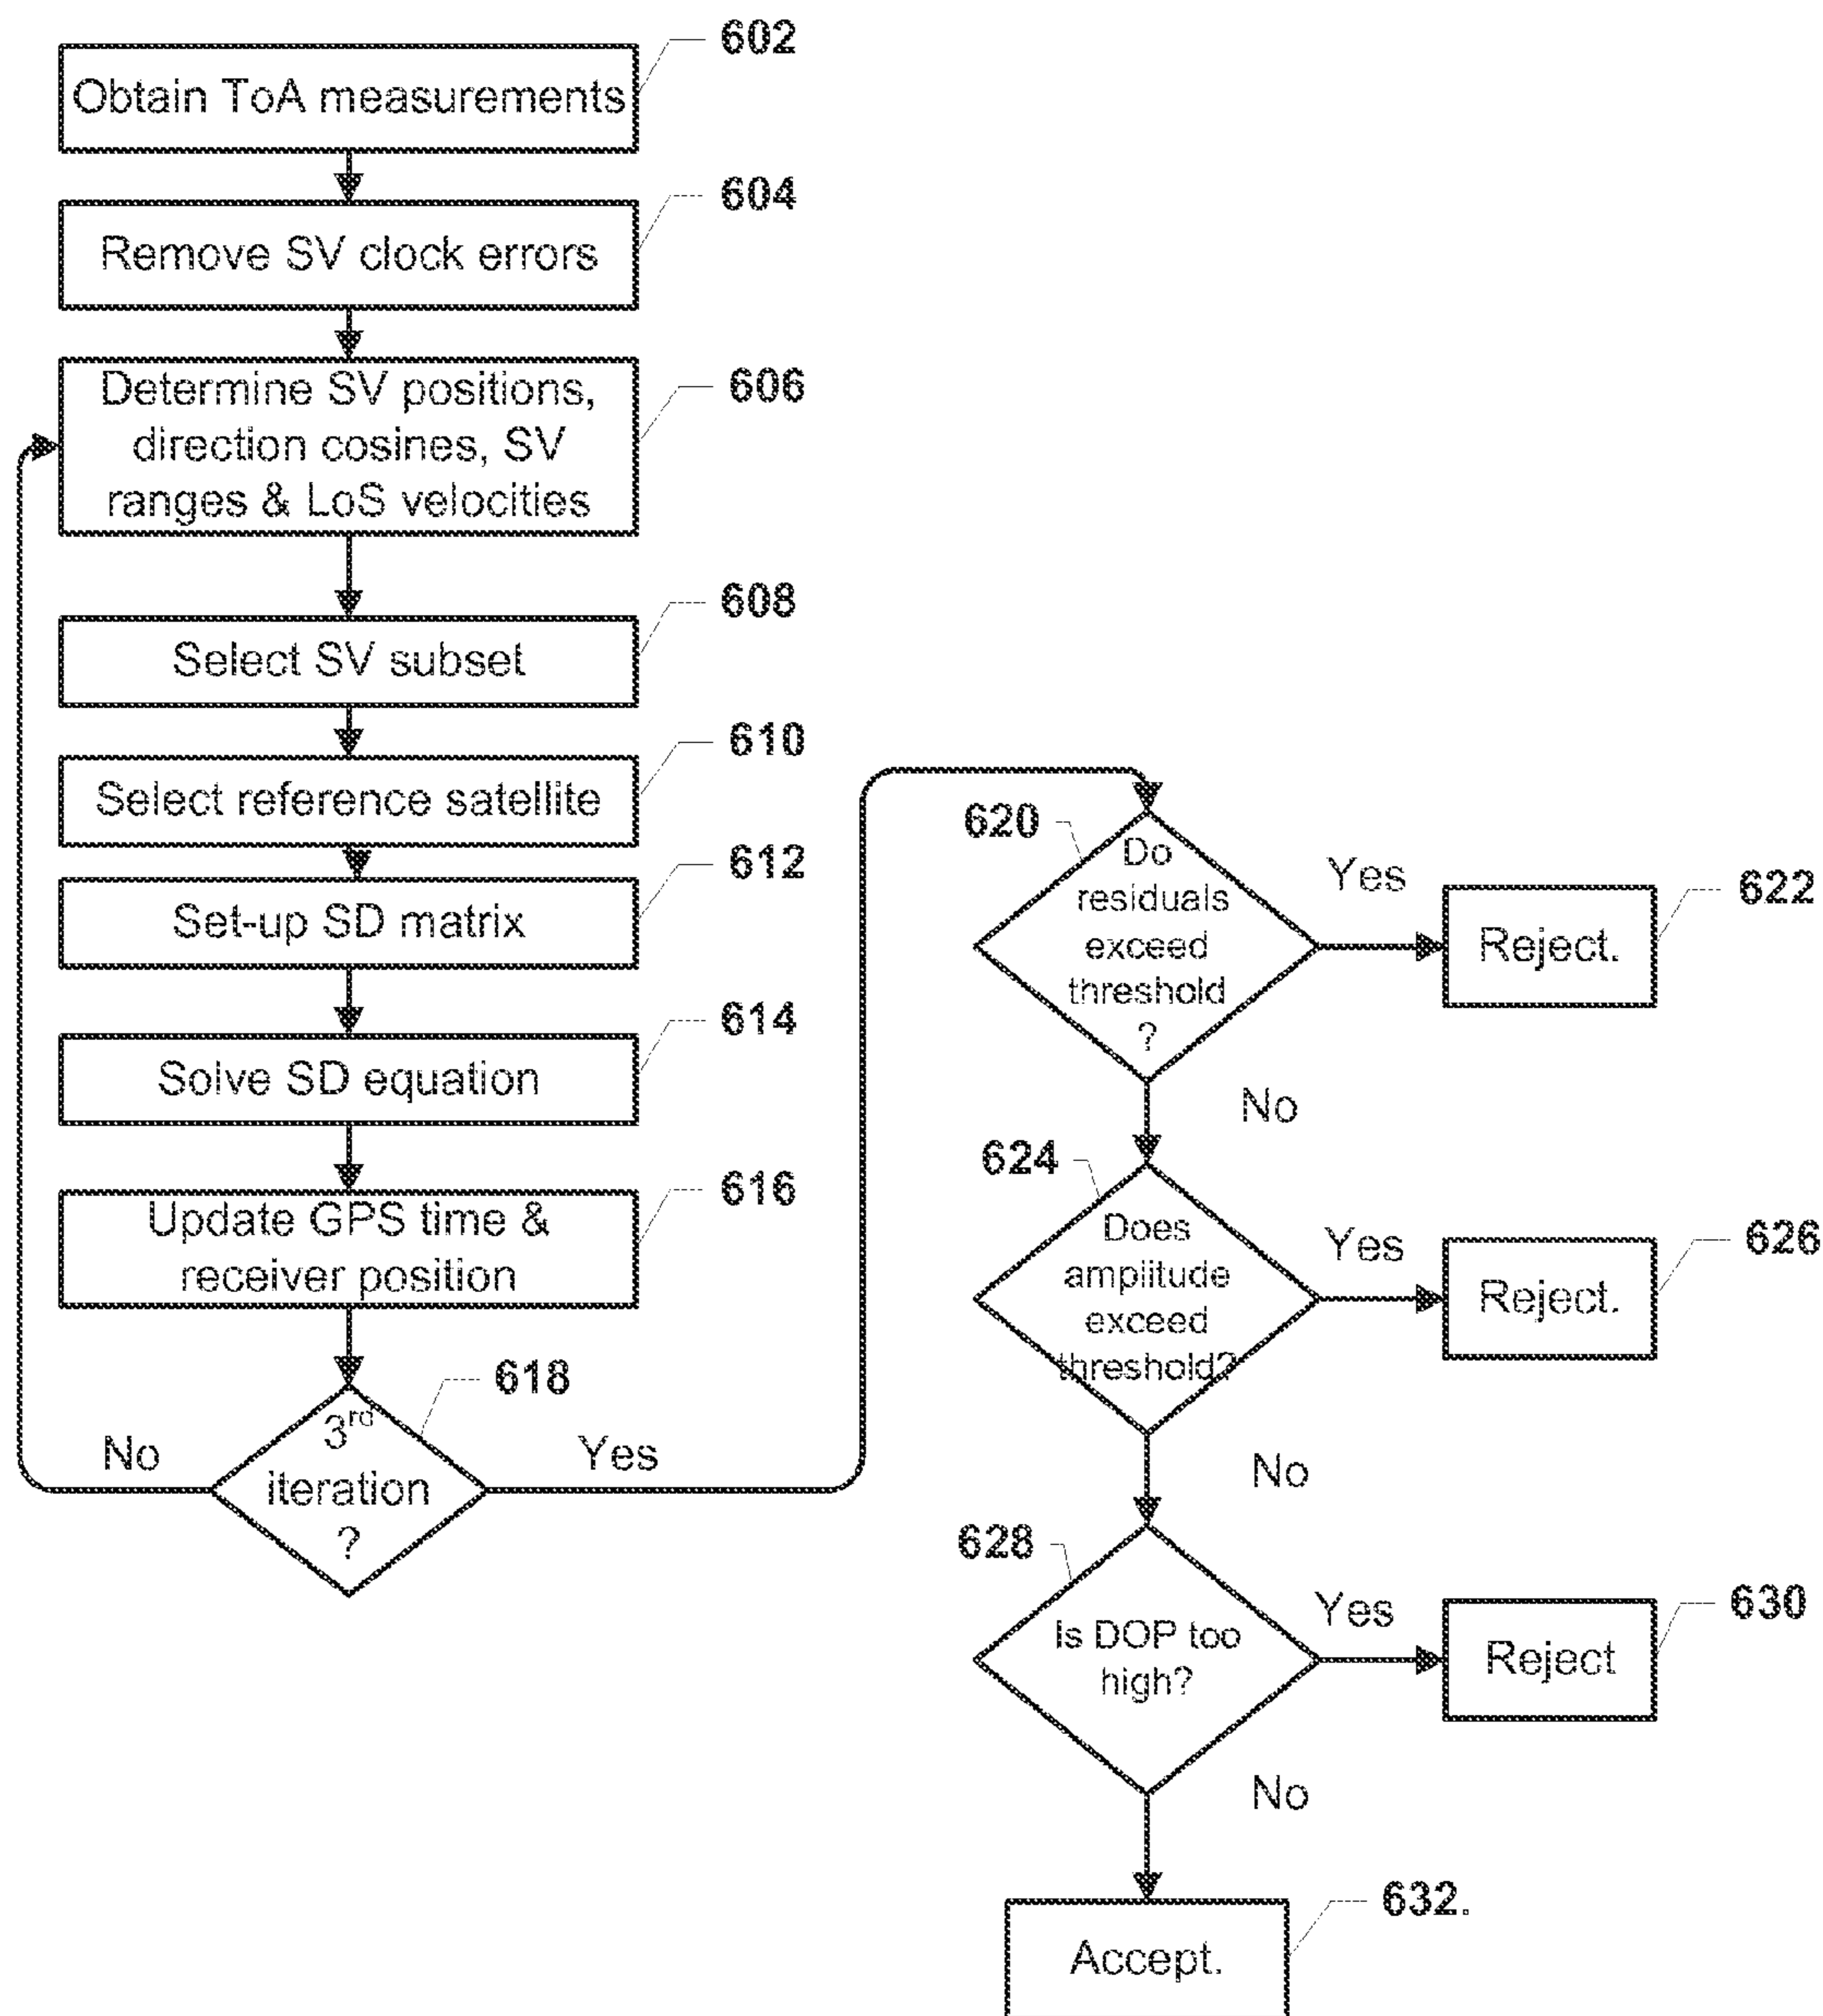 602
Obtain ToA measurements
604
Remove SV clock errors
606
Determine SV positions,
direction cosines, SV
ranges & LoS velocities
608
Select SV subset
610
Select reference satellite
612
Set-up SD matrix
614
Solve SD equation
616
Update GPS time &
receiver position
618
3rd
iteration
?
No
Yes
620
Do
residuals
exceed
threshold
?
Yes
622
Reject.
No
624
Does
amplitude
exceed
threshold?
Yes
626
Reject.
No
628
Is DOP too
high?
Yes
630
Reject
No
632.
Accept.